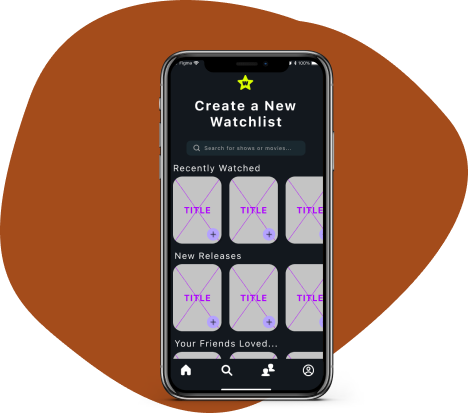 Figma
100%
Create a New
Watchlist
Search for shows or movies...
Recently Watched
TITLE TITLE TITLE
New Releases
TITLE TITLE TITLE
Your Friends Loved...